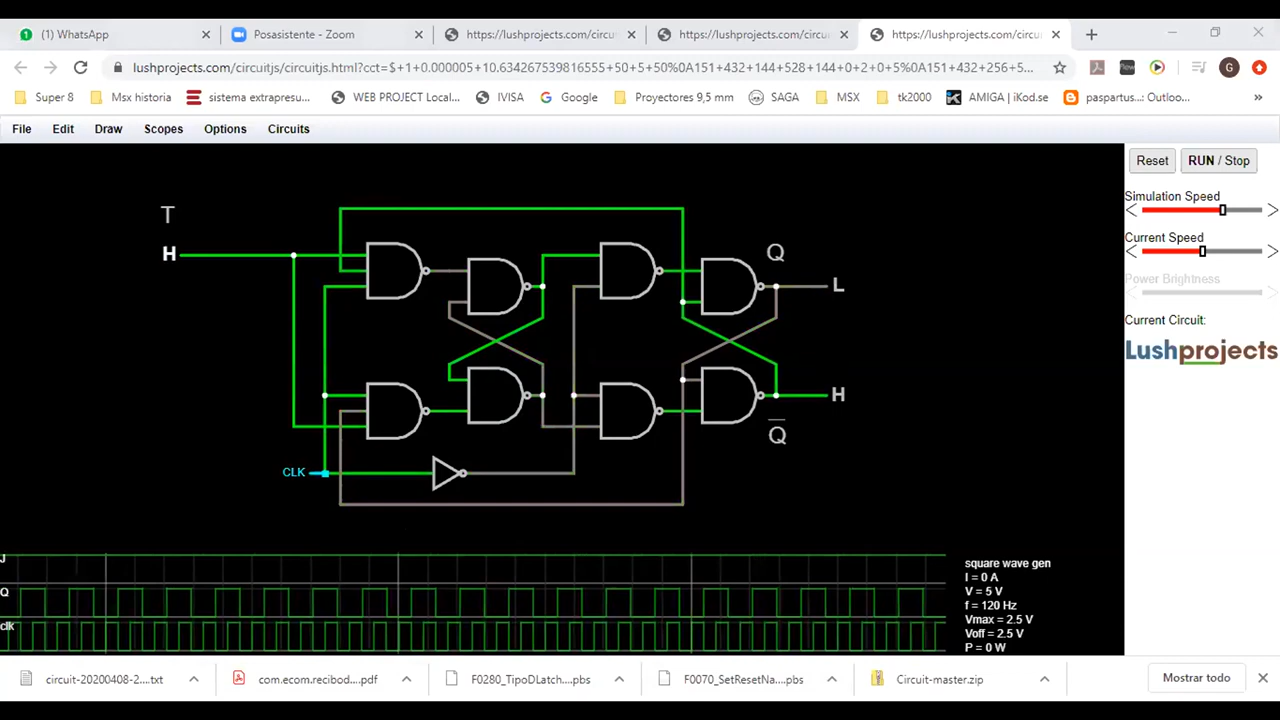 (1) WhatsApp
Posasistente - Zoom
https://lushprojects.com/circu
https://lushprojects.com/circu
https://lushprojects.com/circu
lushprojects.com/circuitjs/circuitjs.html?cct=$+1+0.000005+10.634267539816555+50+5+50%0A151+432+144+528+144+0+2+0+5%0A151+432+256+5...
G
Super 8
Msx historia
sistema extrapresu...
WEB PROJECT Local...
IVISA
Google
Proyectores 9,5 mm
SAGA
MSX
tk2000
AMIGA | iKod.se
paspartus...: Outloo...
»
File Edit Draw Scopes Options Circuits
Reset
RUN / Stop
Simulation Speed
Current Speed
Power Brightness
Current Circuit:
Lushprojects
T
H
Q
L
H
Q
CLK
J
Q
clk
square wave gen
I = 0 A
V = 5 V
f = 120 Hz
Vmax = 2.5 V
Voff = 2.5 V
P = 0 W
circuit-20200408-2....txt
com.ecom.recibod....pdf
F0280_TipoDLatch....pbs
F0070_SetResetNa....pbs
Circuit-master.zip
Mostrar todo